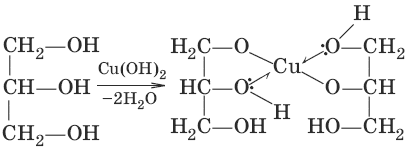 H
CH₂—OH H₂C—O O—CH₂
Cu(OH)₂ Cu
CH—OH HC—O O—CH
−2H₂O
H
CH₂—OH H₂C—OH HO—CH₂